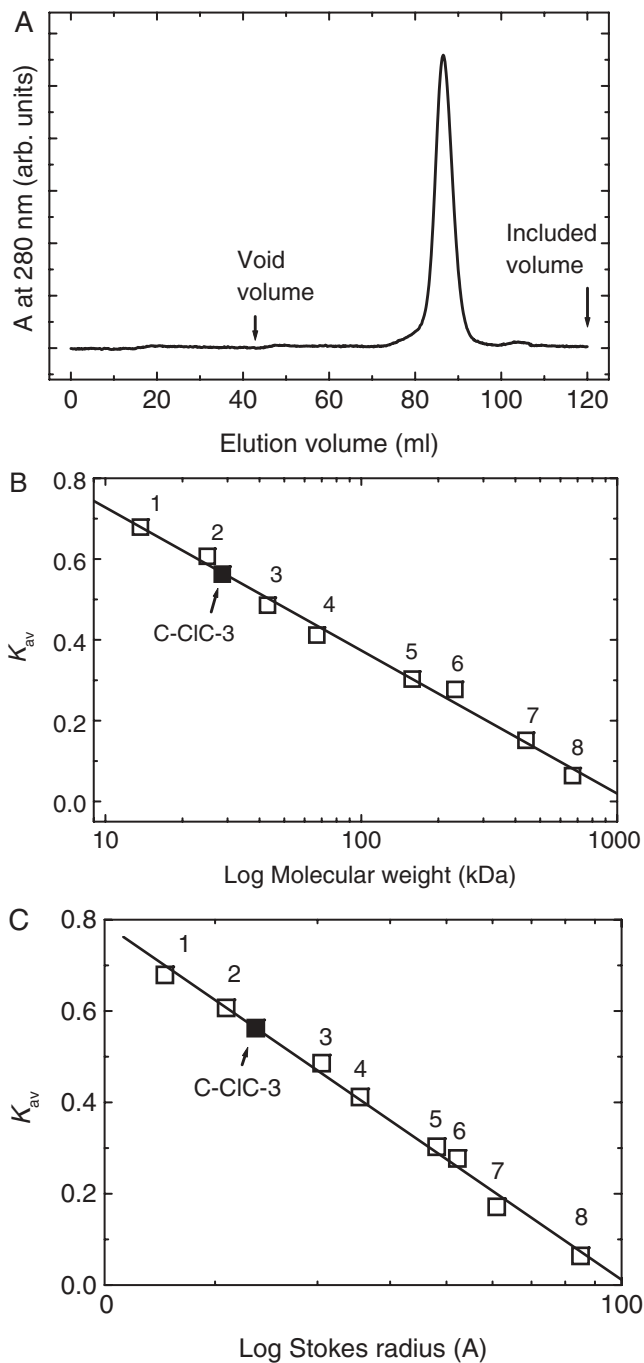 A
A at 280 nm (arb. units)
Void
volume
Included
volume
0 20 40 60 80 100 120
Elution volume (ml)
B
0.8
0.6
0.4
0.2
0.0
Kav
1
2
3
4
5
6
7
8
C-ClC-3
10 100 1000
Log Molecular weight (kDa)
C
0.8
0.6
0.4
0.2
0.0
Kav
1
2
3
4
5
6
7
8
C-ClC-3
0 100
Log Stokes radius (A)